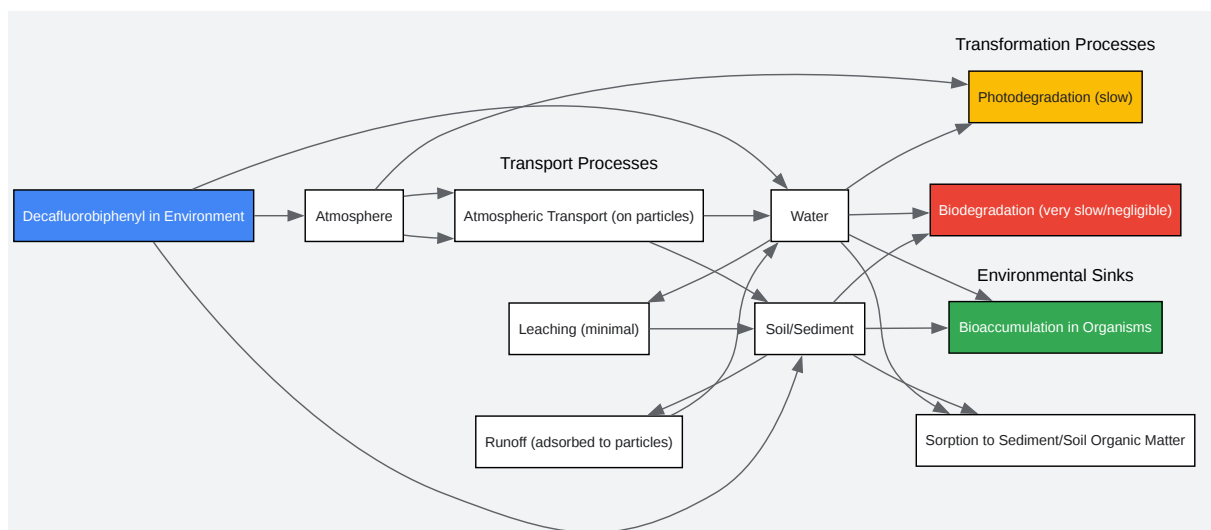 Transformation Processes
Photodegradation (slow)
Transport Processes
Decafluorobiphenyl in Environment
Atmosphere
Atmospheric Transport (on particles)
Water
Biodegradation (very slow/negligible)
Environmental Sinks
Leaching (minimal)
Soil/Sediment
Bioaccumulation in Organisms
Runoff (adsorbed to particles)
Sorption to Sediment/Soil Organic Matter